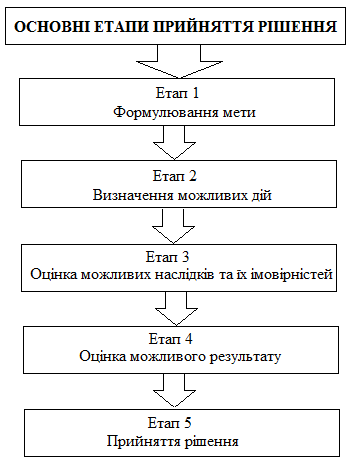 ОСНОВНІ ЕТАПИ ПРИЙНЯТТЯ РІШЕННЯ
Етап 1
Формулювання мети
Етап 2
Визначення можливих дій
Етап 3
Оцінка можливих наслідків та їх імовірністей
Етап 4
Оцінка можливого результату
Етап 5
Прийняття рішення